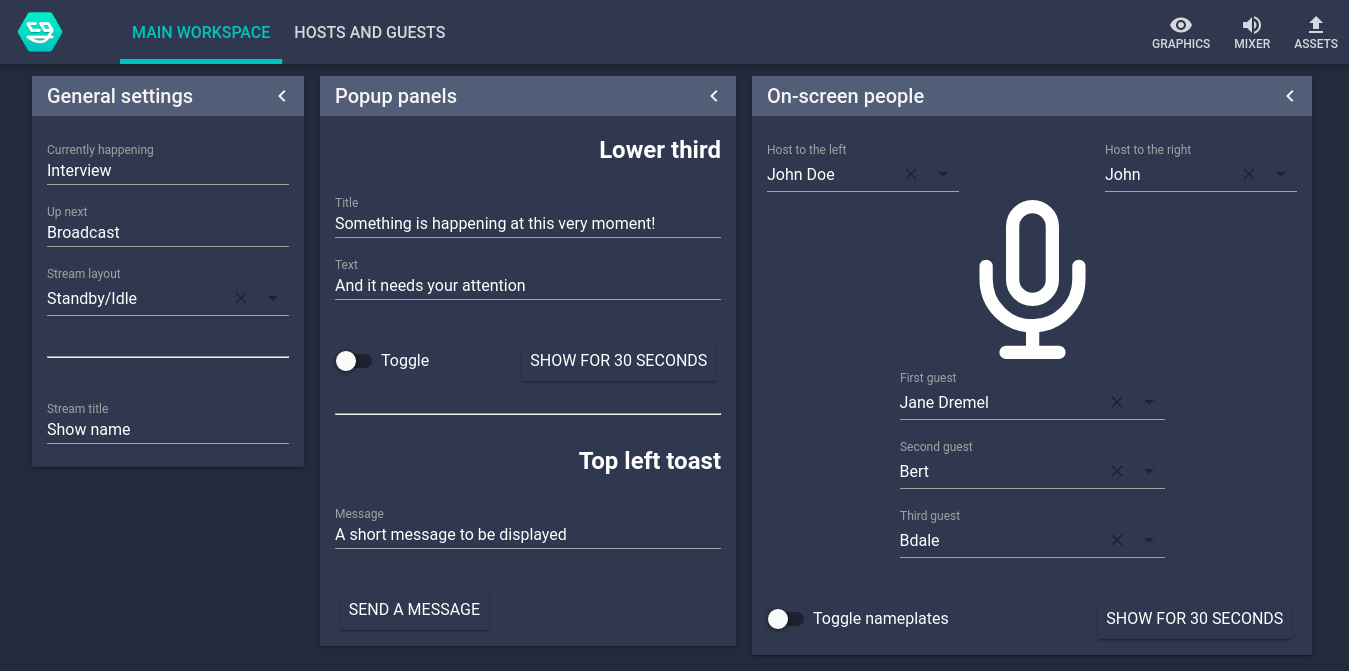 MAIN WORKSPACE
HOSTS AND GUESTS
GRAPHICS
MIXER
ASSETS
General settings
Currently happening
Interview
Up next
Broadcast
Stream layout
Standby/Idle
Stream title
Show name
Popup panels
Lower third
Title
Something is happening at this very moment!
Text
And it needs your attention
Toggle
SHOW FOR 30 SECONDS
Top left toast
Message
A short message to be displayed
SEND A MESSAGE
On-screen people
Host to the left
John Doe
Host to the right
John
First guest
Jane Dremel
Second guest
Bert
Third guest
Bdale
Toggle nameplates
SHOW FOR 30 SECONDS